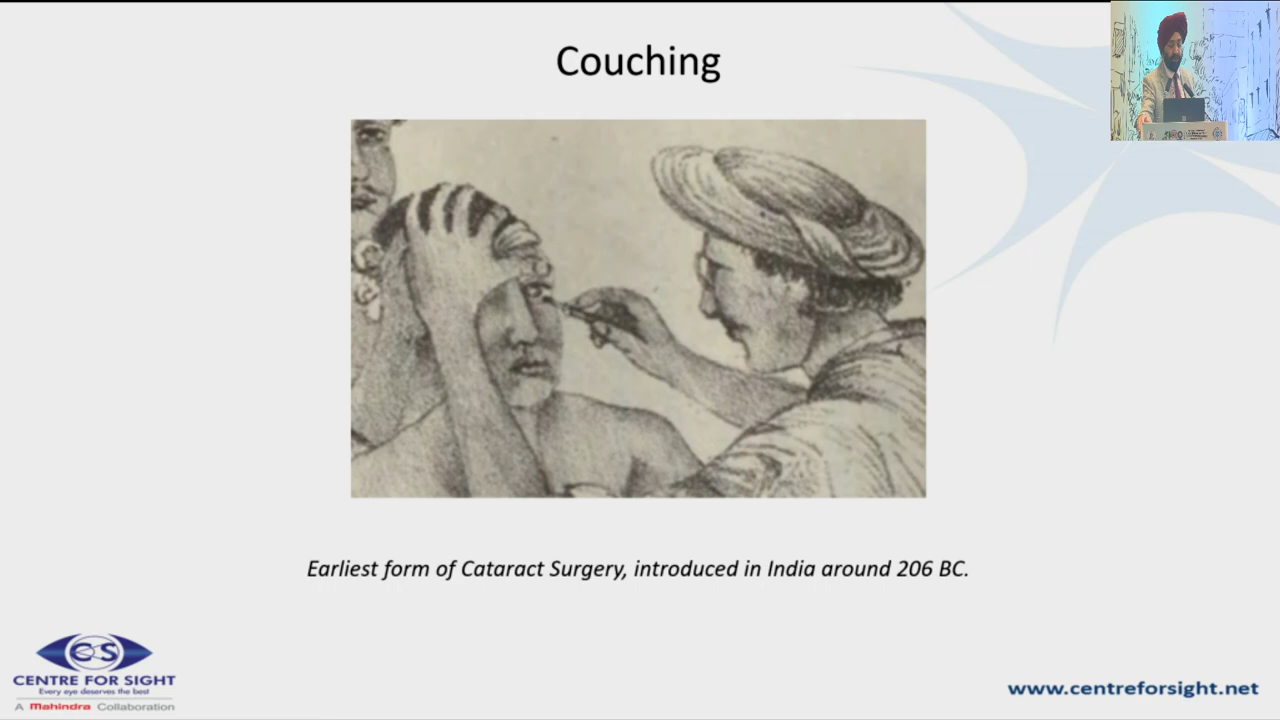 Couching
Earliest form of Cataract Surgery, introduced in India around 206 BC.
CS
CENTRE FOR SIGHT
Every eye deserves the best
A Mahindra Collaboration
www.centreforsight.net